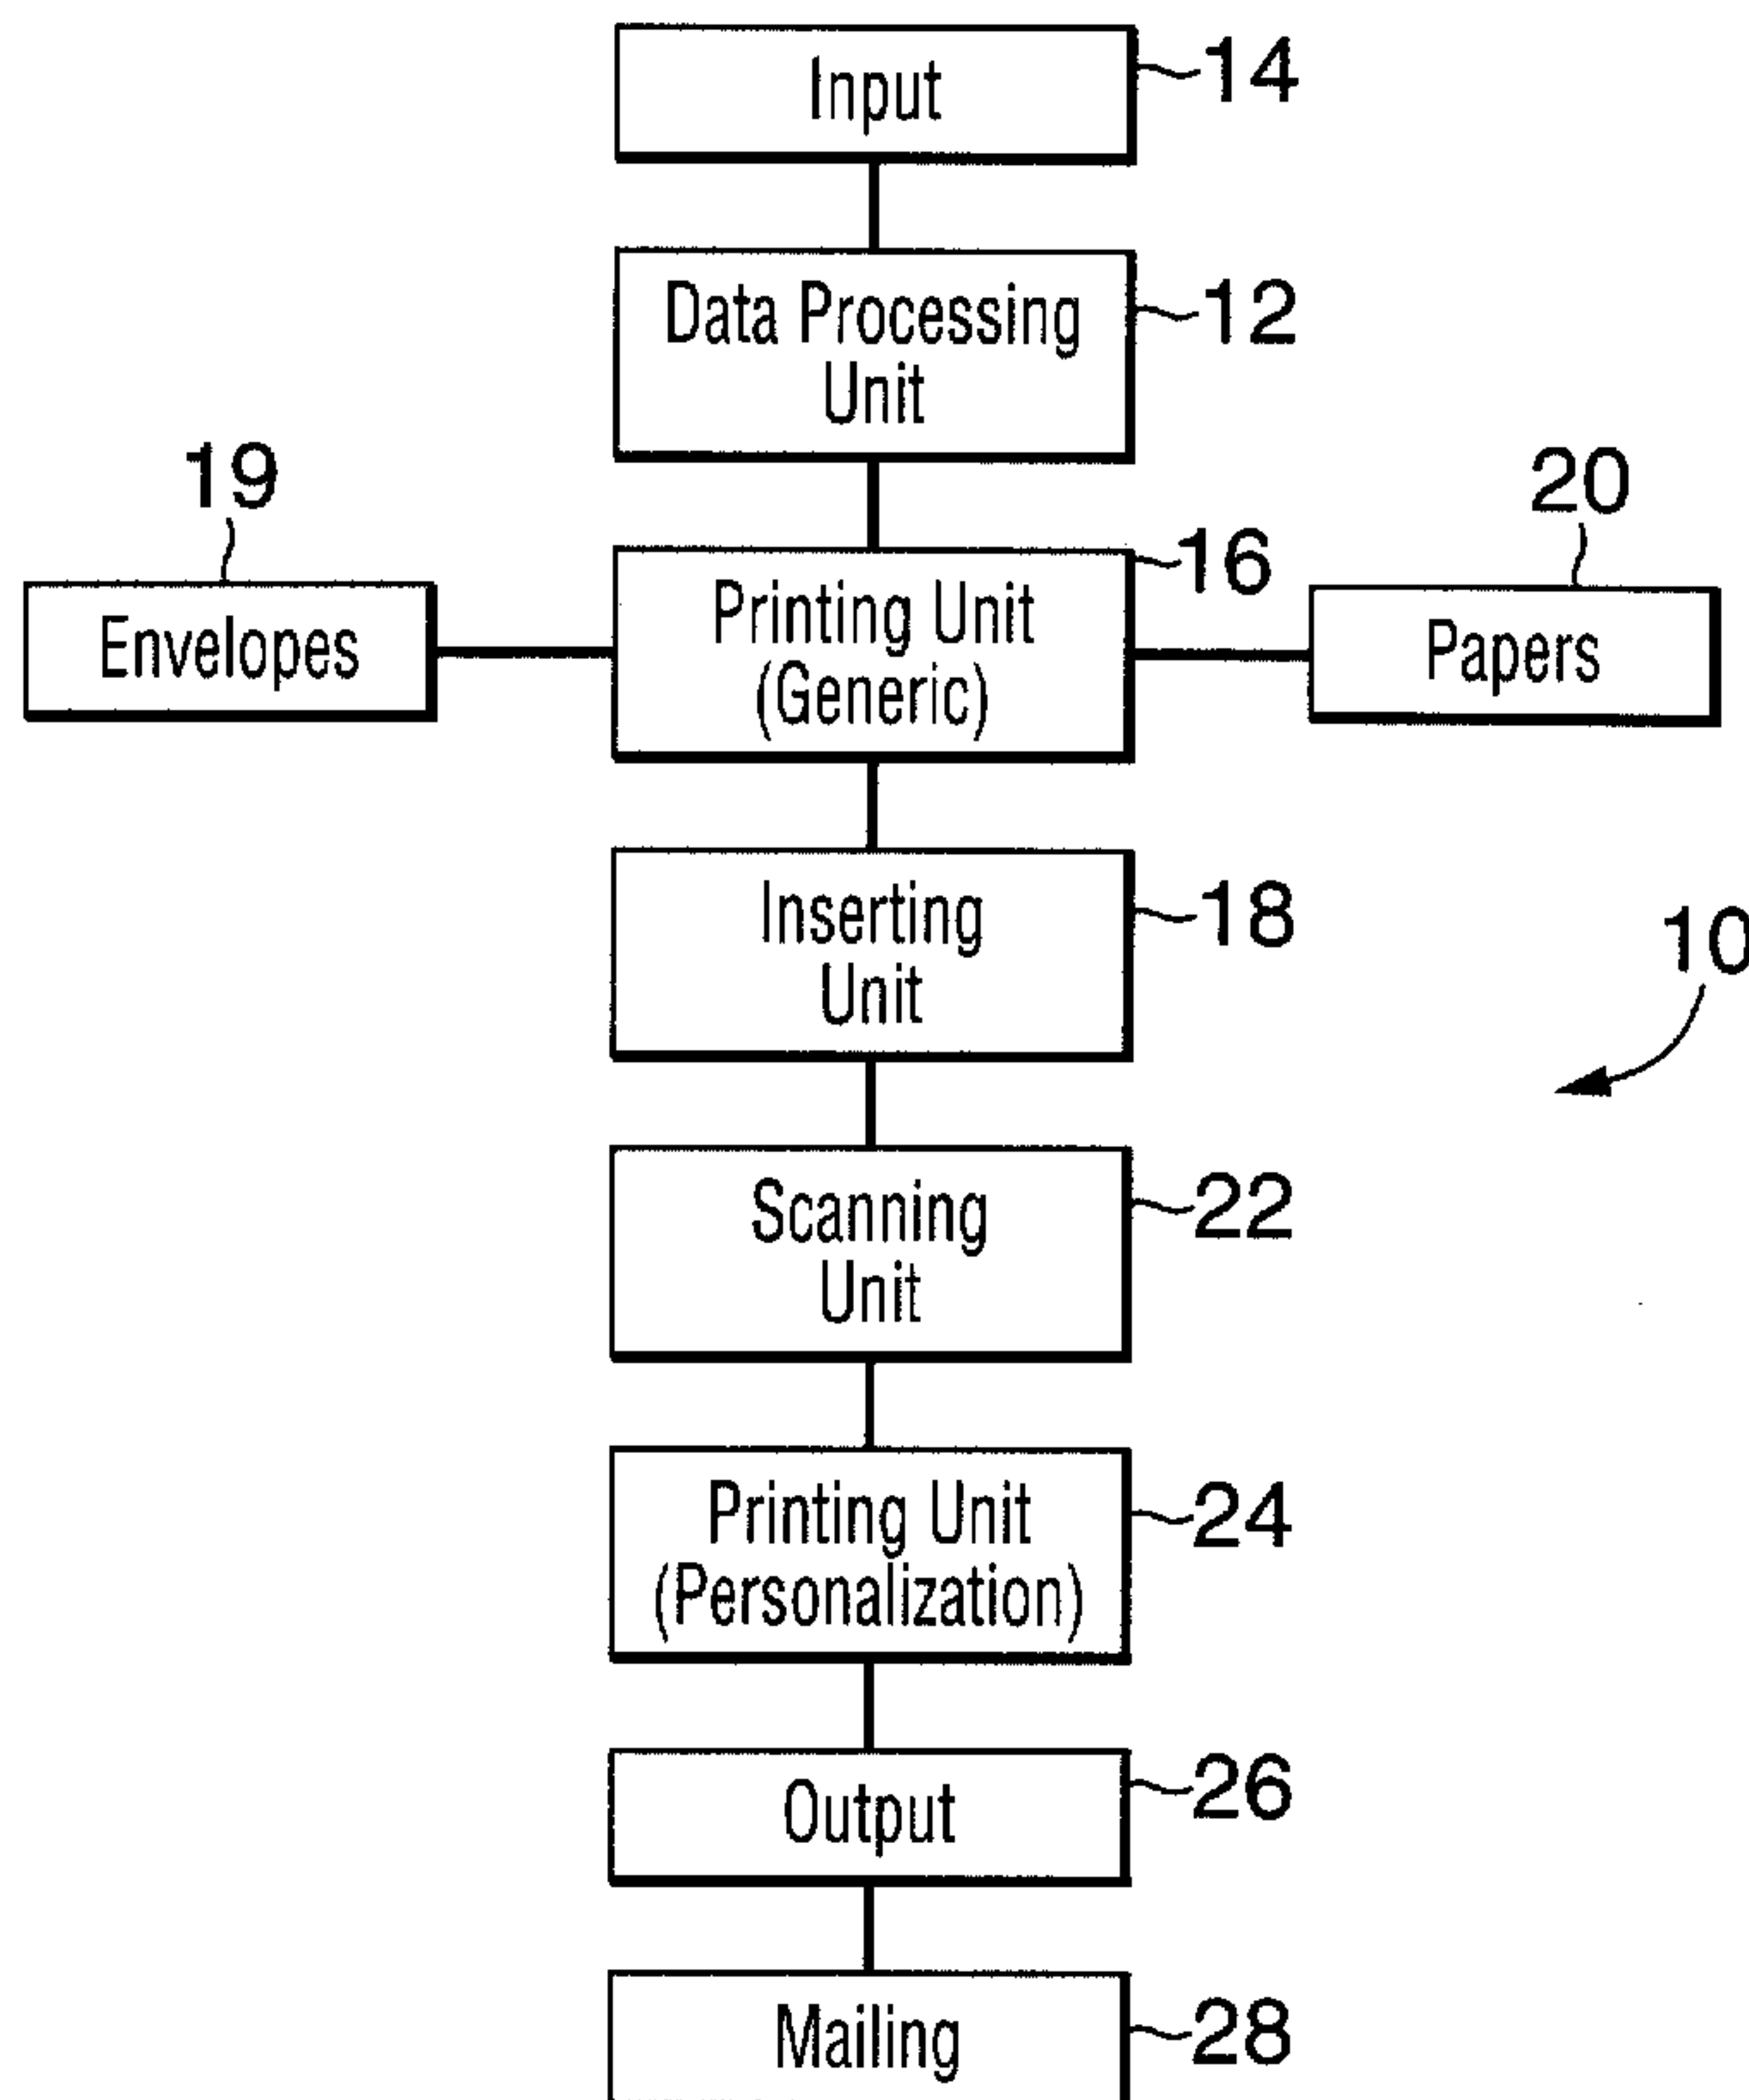 Input
14
Data Processing
Unit
12
19
Envelopes
Printing Unit
(Generic)
16
20
Papers
Inserting
Unit
18
10
Scanning
Unit
22
Printing Unit
(Personalization)
24
Output
26
Mailing
28